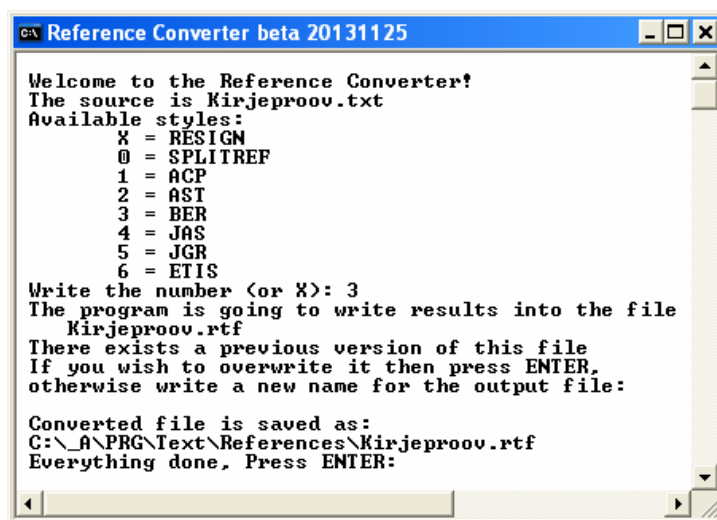 C:\ Reference Converter beta 20131125
Welcome to the Reference Converter!
The source is Kirjeproov.txt
Available styles:
X = RESIGN
0 = SPLITREF
1 = ACP
2 = AST
3 = BER
4 = JAS
5 = JGR
6 = ETIS
Write the number (or X): 3
The program is going to write results into the file
Kirjeproov.rtf
There exists a previous version of this file
If you wish to overwrite it then press ENTER,
otherwise write a new name for the output file:
Converted file is saved as:
C:\_A\PRG\Text\References\Kirjeproov.rtf
Everything done, Press ENTER: